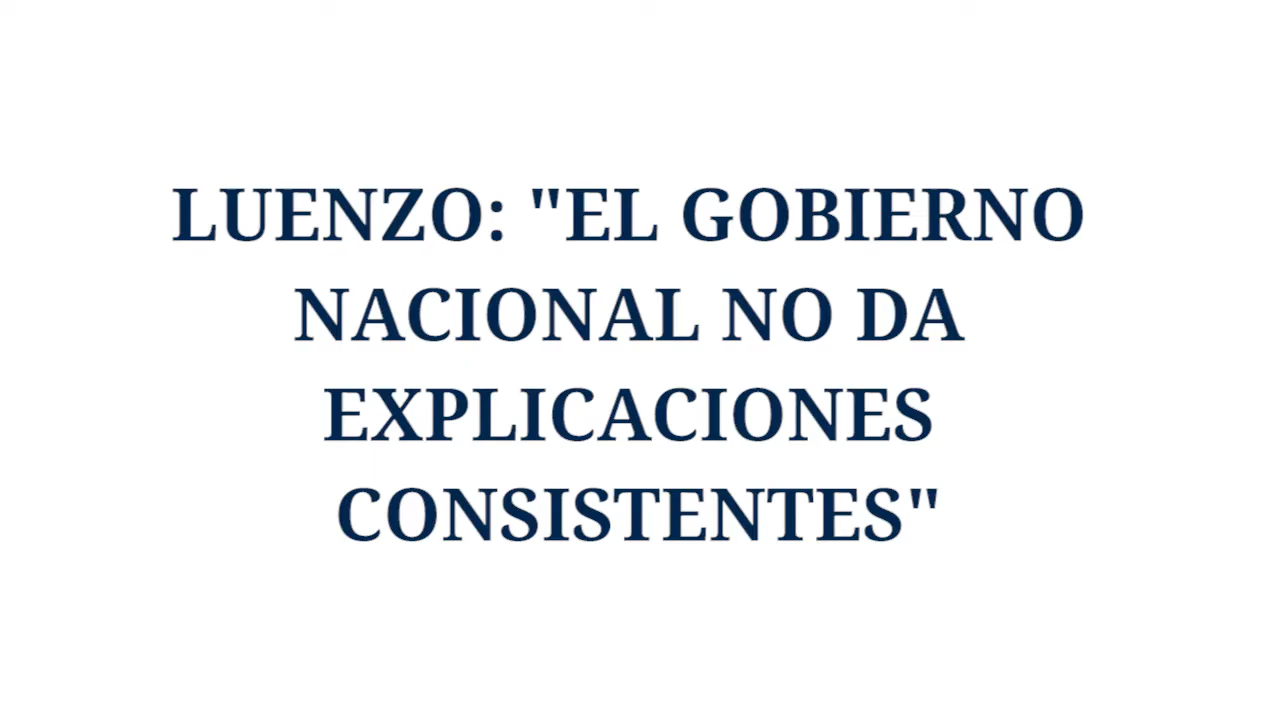 LUENZO: "EL GOBIERNO
NACIONAL NO DA
EXPLICACIONES
CONSISTENTES"